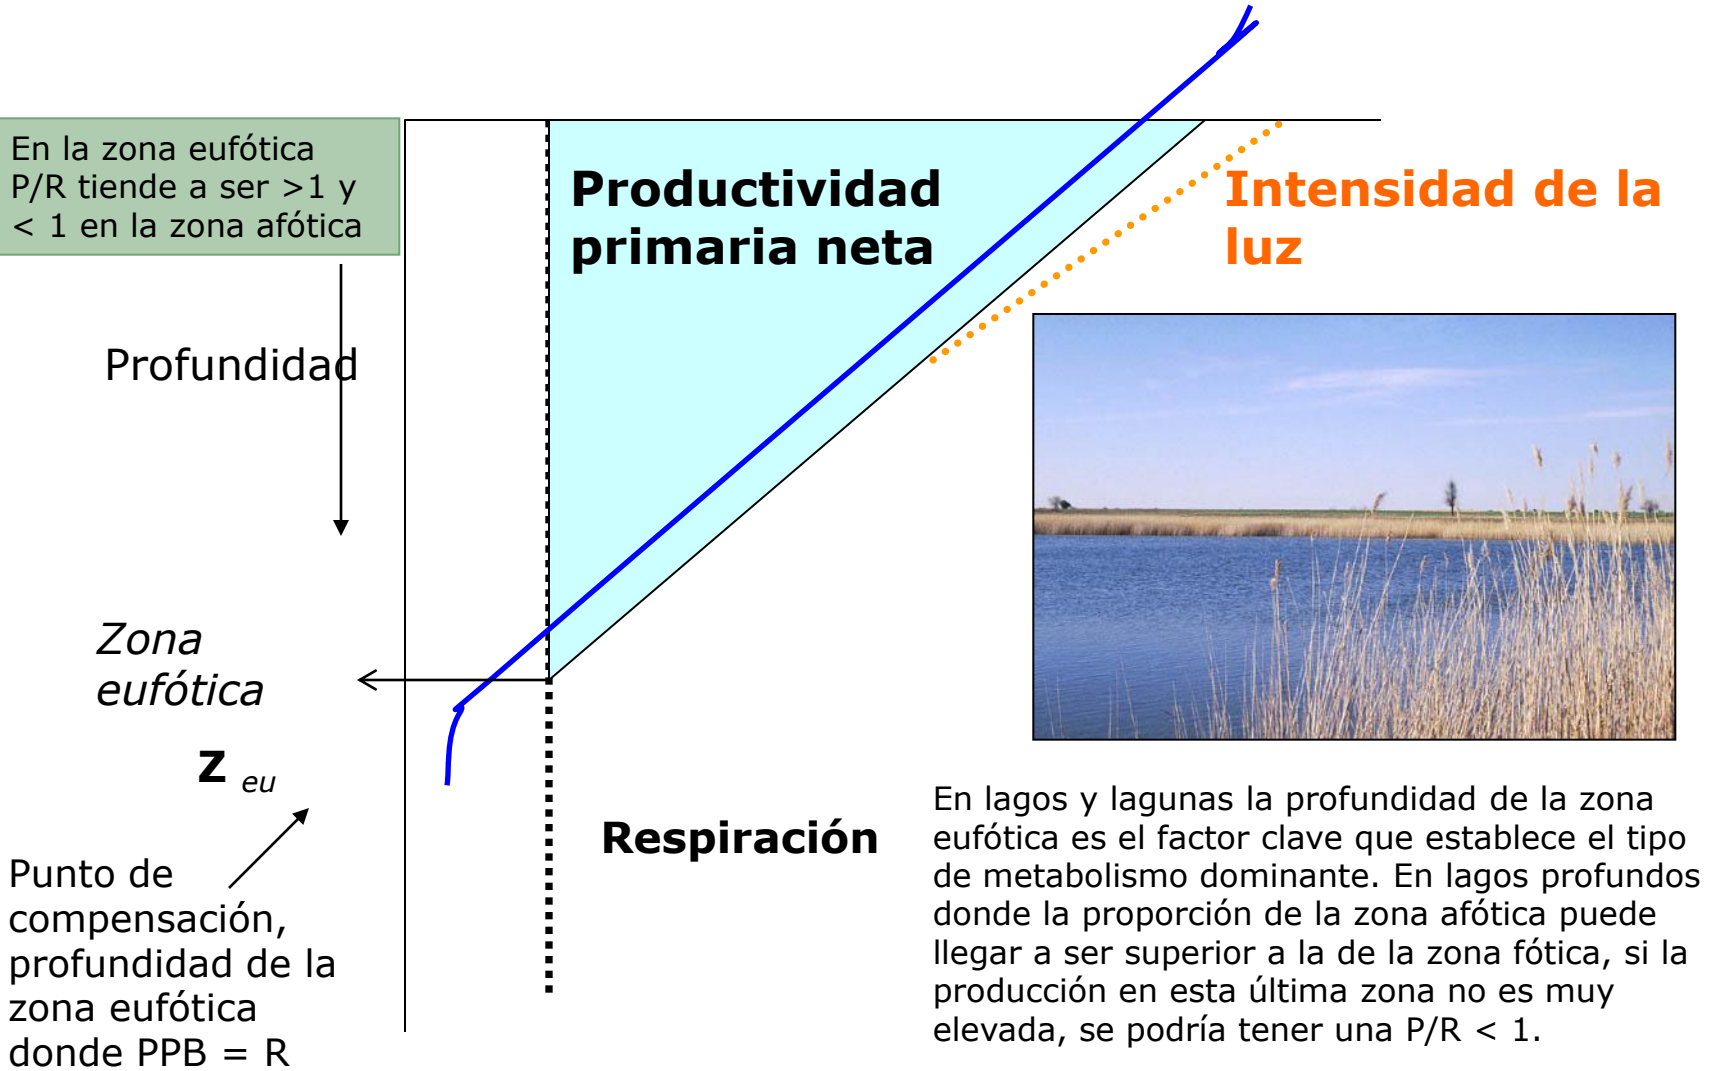 En la zona eufótica
P/R tiende a ser >1 y
< 1 en la zona afótica
Productividad
primaria neta
Intensidad de la
luz
Profundidad
Zona
eufótica
Z eu
Punto de
compensación,
profundidad de la
zona eufótica
donde PPB = R
Respiración
En lagos y lagunas la profundidad de la zona
eufótica es el factor clave que establece el tipo
de metabolismo dominante. En lagos profundos
donde la proporción de la zona afótica puede
llegar a ser superior a la de la zona fótica, si la
producción en esta última zona no es muy
elevada, se podría tener una P/R < 1.